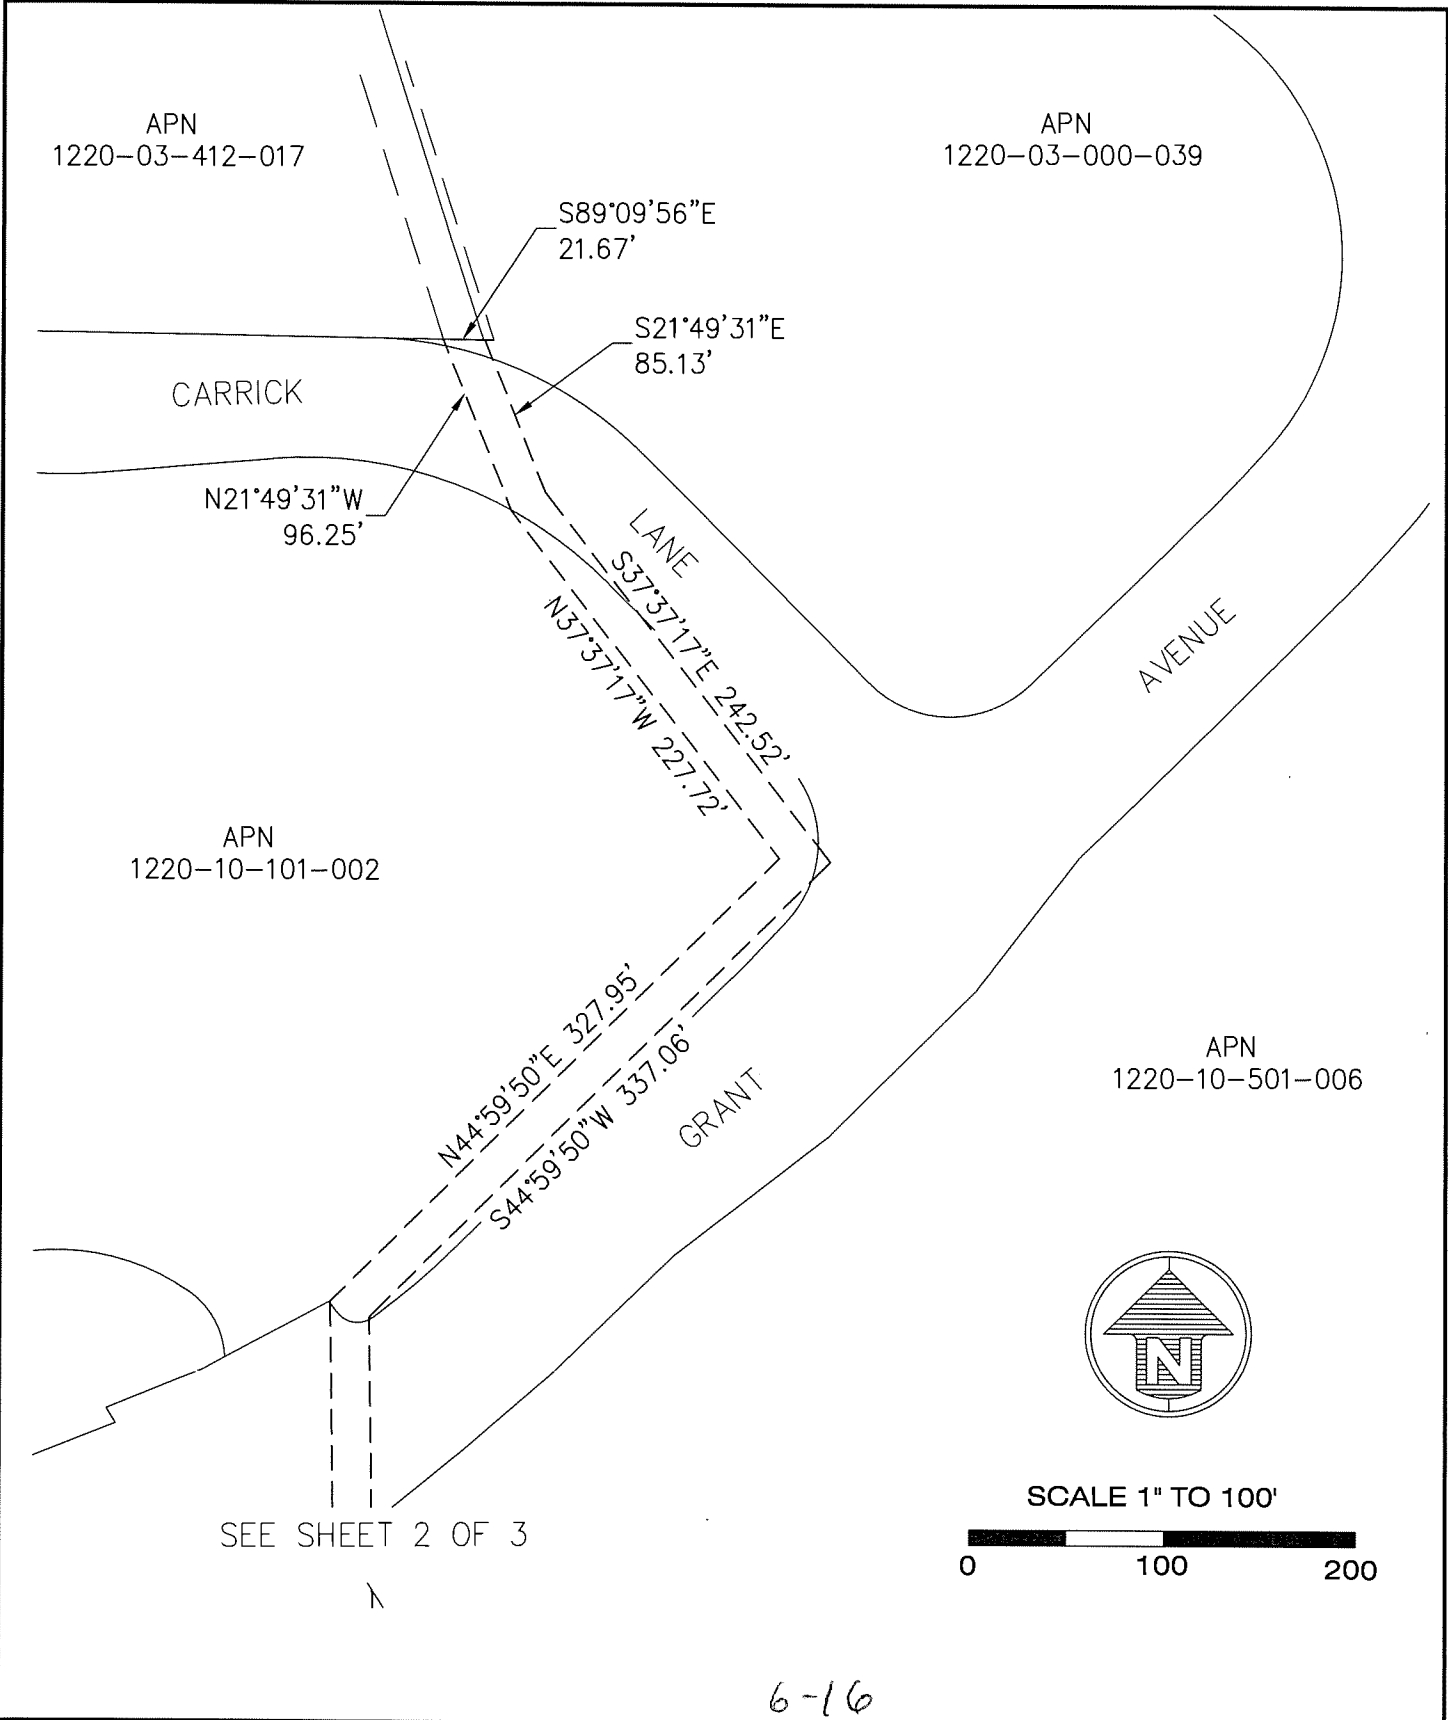 APN
1220-03-412-017
APN
1220-03-000-039
S89°09'56"E
21.67'
S21°49'31"E
85.13'
CARRICK
N21°49'31"W
96.25'
LANE
S37°37'17"E 242.52'
N37°37'17"W 227.72'
AVENUE
APN
1220-10-101-002
N44°59'50"E 327.95'
S44°59'50"W 337.06'
GRANT
APN
1220-10-501-006
N
SCALE 1" TO 100'
0 100 200
SEE SHEET 2 OF 3
6-16